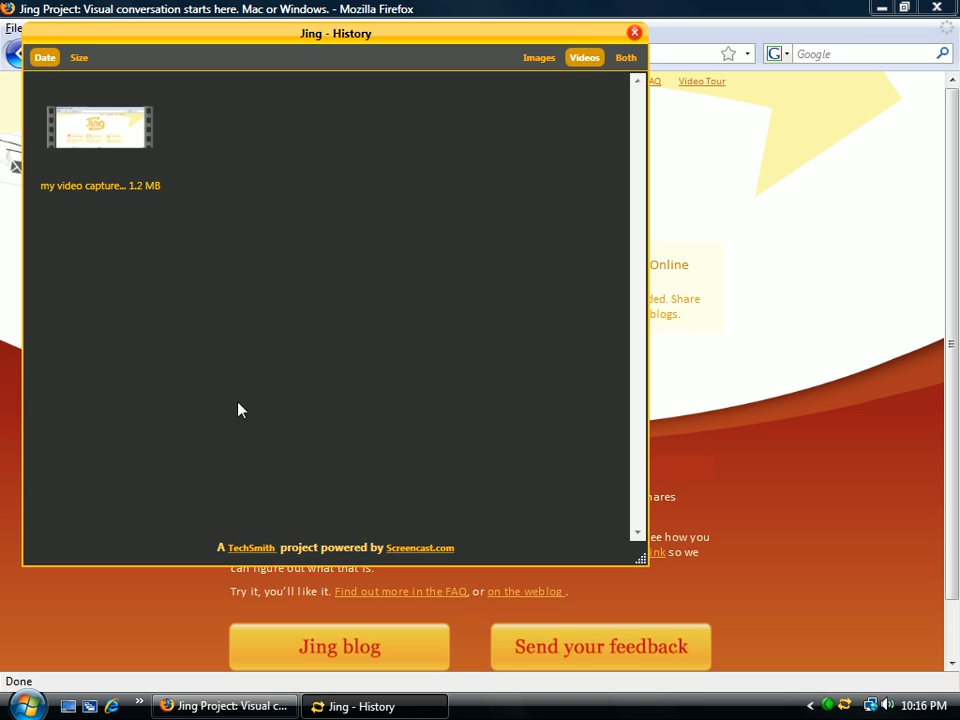 Jing Project: Visual conversation starts here. Mac or Windows. - Mozilla Firefox
File
Jing - History
Date Size Images Videos Both
Google
AQ Video Tour
Jing
my video capture... 1.2 MB
Online
ded. Share
blogs.
hares
see how you
ink so we
A TechSmith project powered by Screencast.com
can figure out what that is.
Try it, you'll like it. Find out more in the FAQ, or on the weblog.
Jing blog Send your feedback
Done
Jing Project: Visual c... Jing - History 10:16 PM